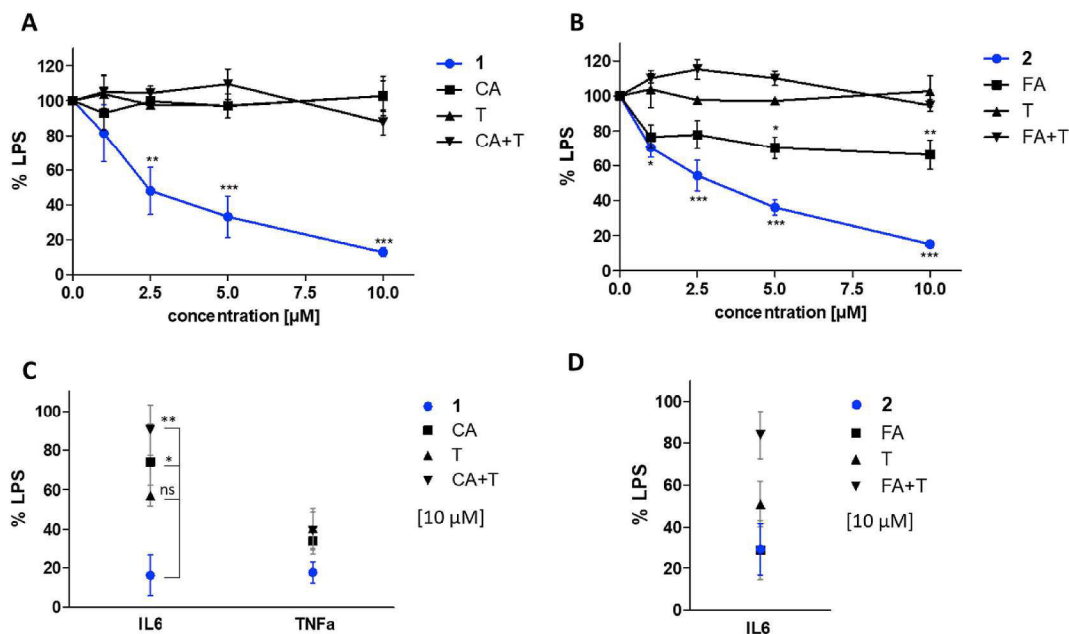 A
% LPS
120
100
80
60
40
20
0
**
***
***
0.0 2.5 5.0 7.5 10.0
concentration [µM]
1
CA
T
CA+T
B
% LPS
120
100
80
60
40
20
0
*
**
*
***
***
***
0.0 2.5 5.0 7.5 10.0
concentration [µM]
2
FA
T
FA+T
C
% LPS
100
80
60
40
20
0
**
*
ns
IL6 TNFa
1
CA
T
CA+T
[10 µM]
D
% LPS
100
80
60
40
20
0
IL6
2
FA
T
FA+T
[10 µM]